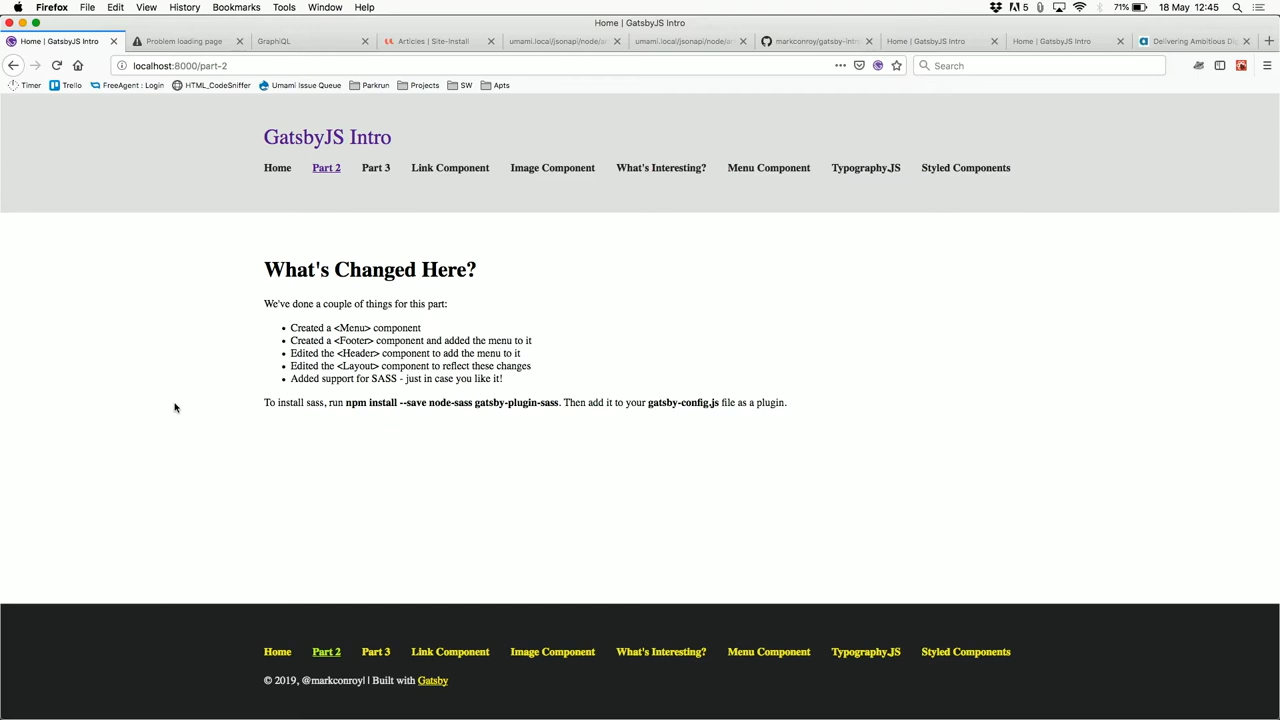 Firefox File Edit View History Bookmarks Tools Window Help 5 71% 18 May 12:45
Home | GatsbyJS Intro
Home | GatsbyJS Intro Problem loading page GraphiQL Articles | Site-Install umami.local/jsonapi/node/ar umami.local/jsonapi/node/ar markconroy/gatsby-intr Home | GatsbyJS Intro Home | GatsbyJS Intro Delivering Ambitious Di
localhost:8000/part-2 Search
Timer Trello FreeAgent : Login HTML_CodeSniffer Umami Issue Queue Parkrun Projects SW Apts
GatsbyJS Intro
Home Part 2 Part 3 Link Component Image Component What's Interesting? Menu Component Typography.JS Styled Components
What's Changed Here?
We've done a couple of things for this part:
• Created a <Menu> component
• Created a <Footer> component and added the menu to it
• Edited the <Header> component to add the menu to it
• Edited the <Layout> component to reflect these changes
• Added support for SASS - just in case you like it!
To install sass, run npm install --save node-sass gatsby-plugin-sass. Then add it to your gatsby-config.js file as a plugin.
Home Part 2 Part 3 Link Component Image Component What's Interesting? Menu Component Typography.JS Styled Components
© 2019, @markconroy| | Built with Gatsby